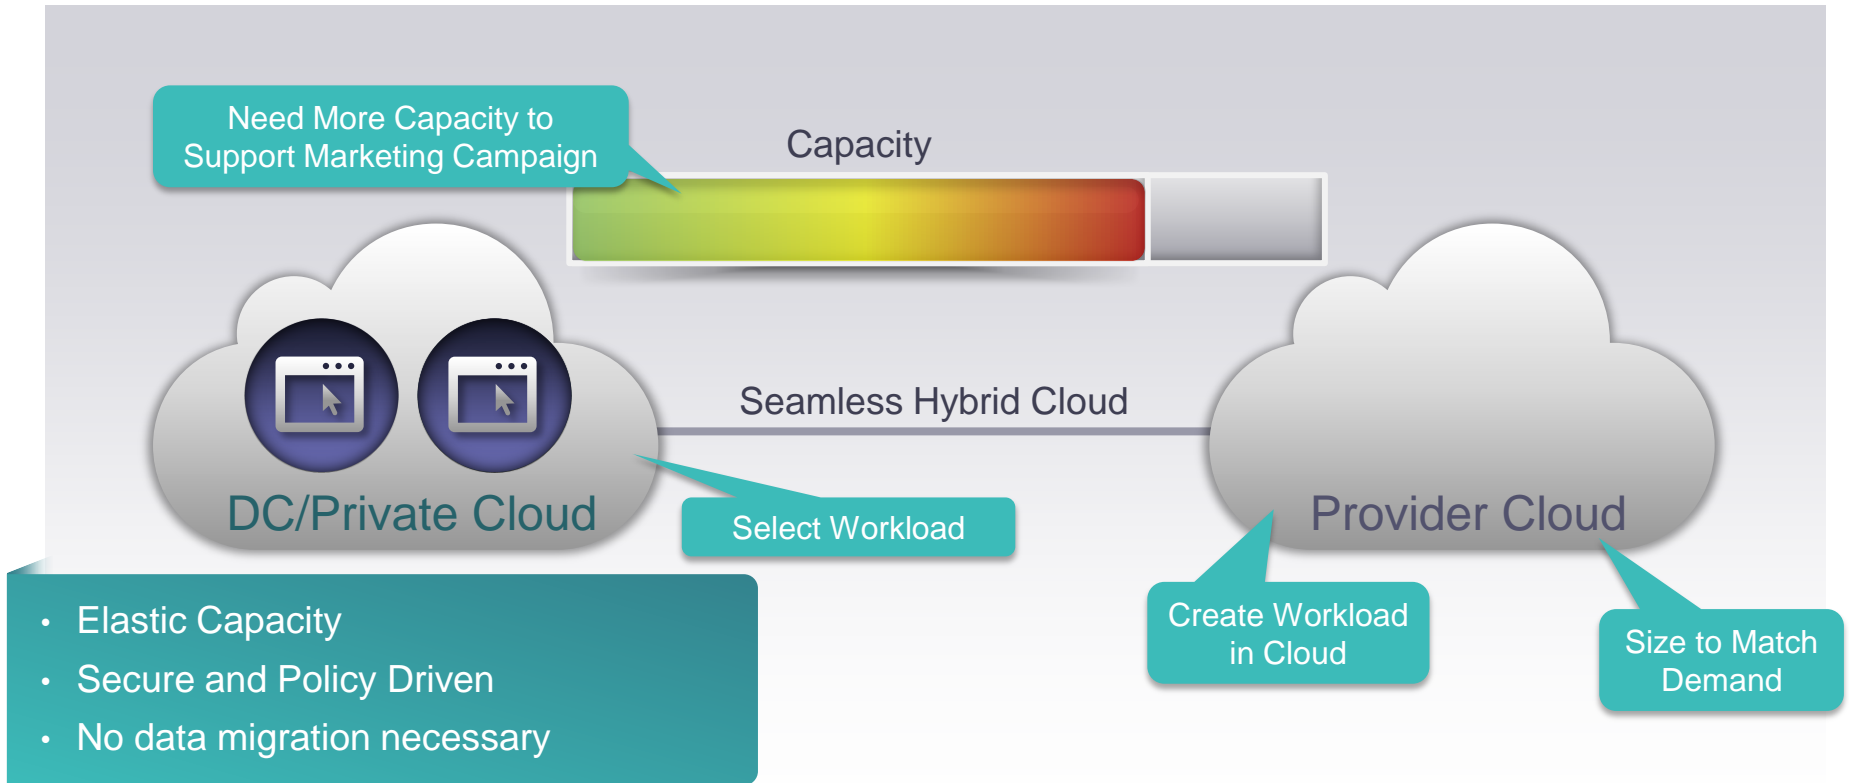 Need More Capacity to
Support Marketing Campaign
Capacity
Seamless Hybrid Cloud
DC/Private Cloud
Select Workload
Provider Cloud
Create Workload
in Cloud
Size to Match
Demand
• Elastic Capacity
• Secure and Policy Driven
• No data migration necessary